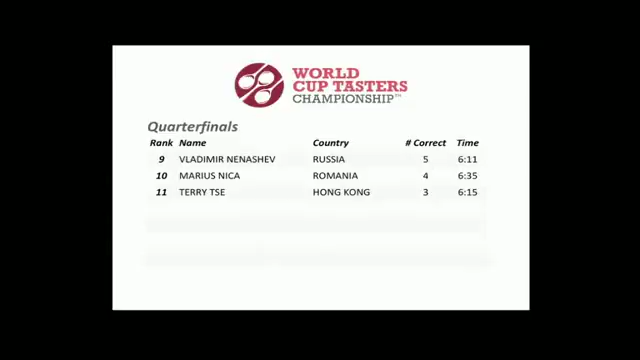 WORLD
CUP TASTERS
CHAMPIONSHIP
Quarterfinals
Rank Name Country # Correct Time
9 VLADIMIR NENASHEV RUSSIA 5 6:11
10 MARIUS NICA ROMANIA 4 6:35
11 TERRY TSE HONG KONG 3 6:15